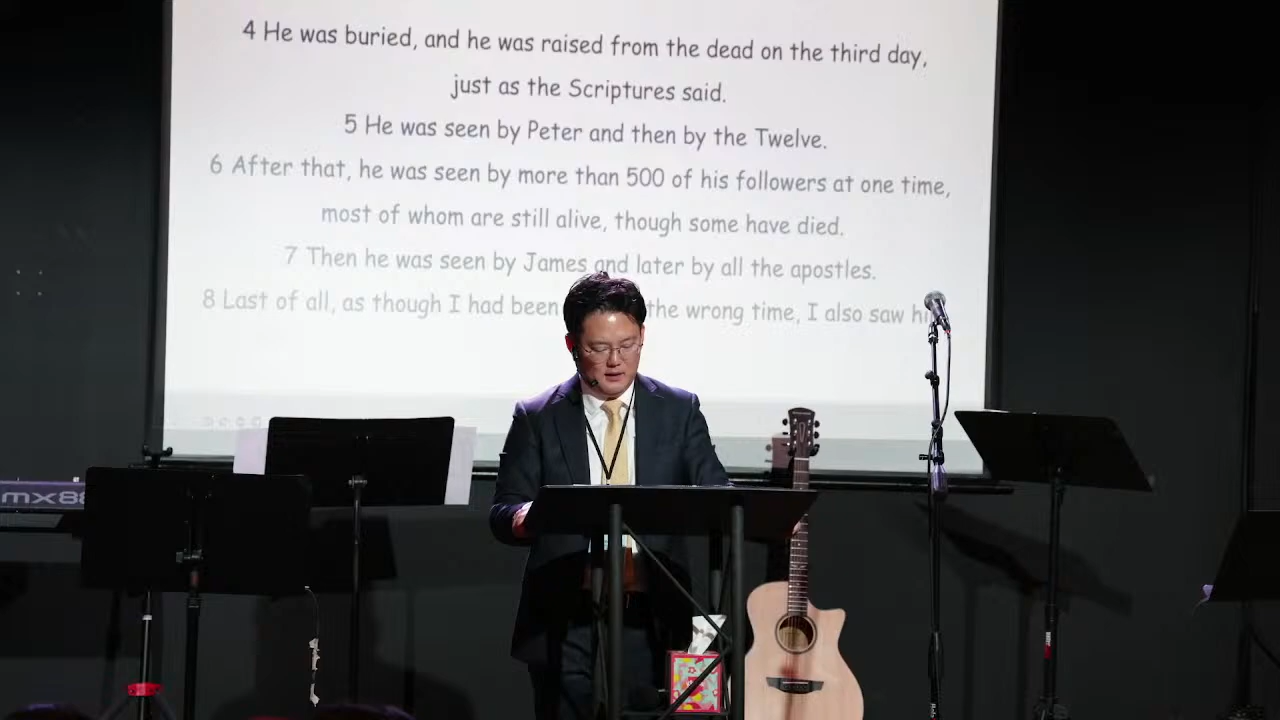 4 He was buried, and he was raised from the dead on the third day,
just as the Scriptures said.
5 He was seen by Peter and then by the Twelve.
6 After that, he was seen by more than 500 of his followers at one time,
most of whom are still alive, though some have died.
7 Then he was seen by James and later by all the apostles.
8 Last of all, as though I had been the wrong time, I also saw
mx88